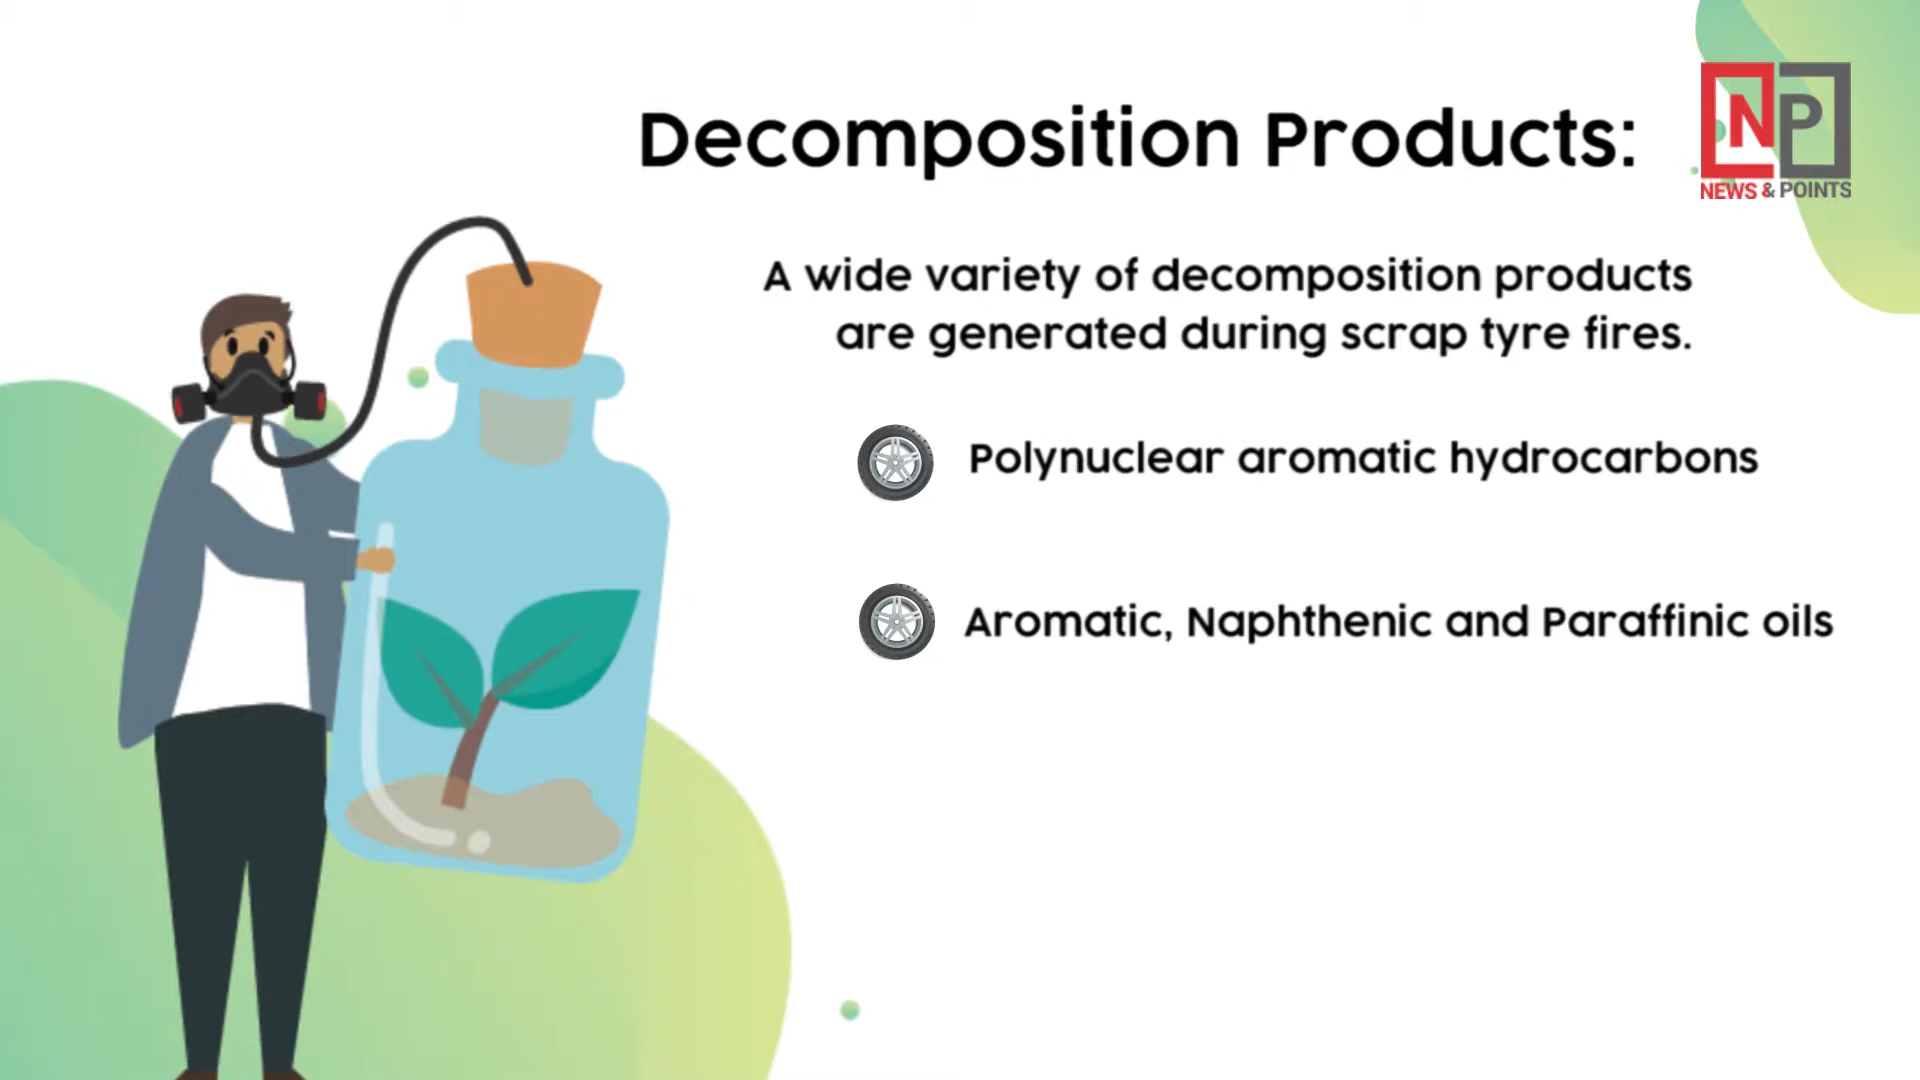 Decomposition Products:
NP
NEWS & POINTS
A wide variety of decomposition products
are generated during scrap tyre fires.
Polynuclear aromatic hydrocarbons
Aromatic, Naphthenic and Paraffinic oils